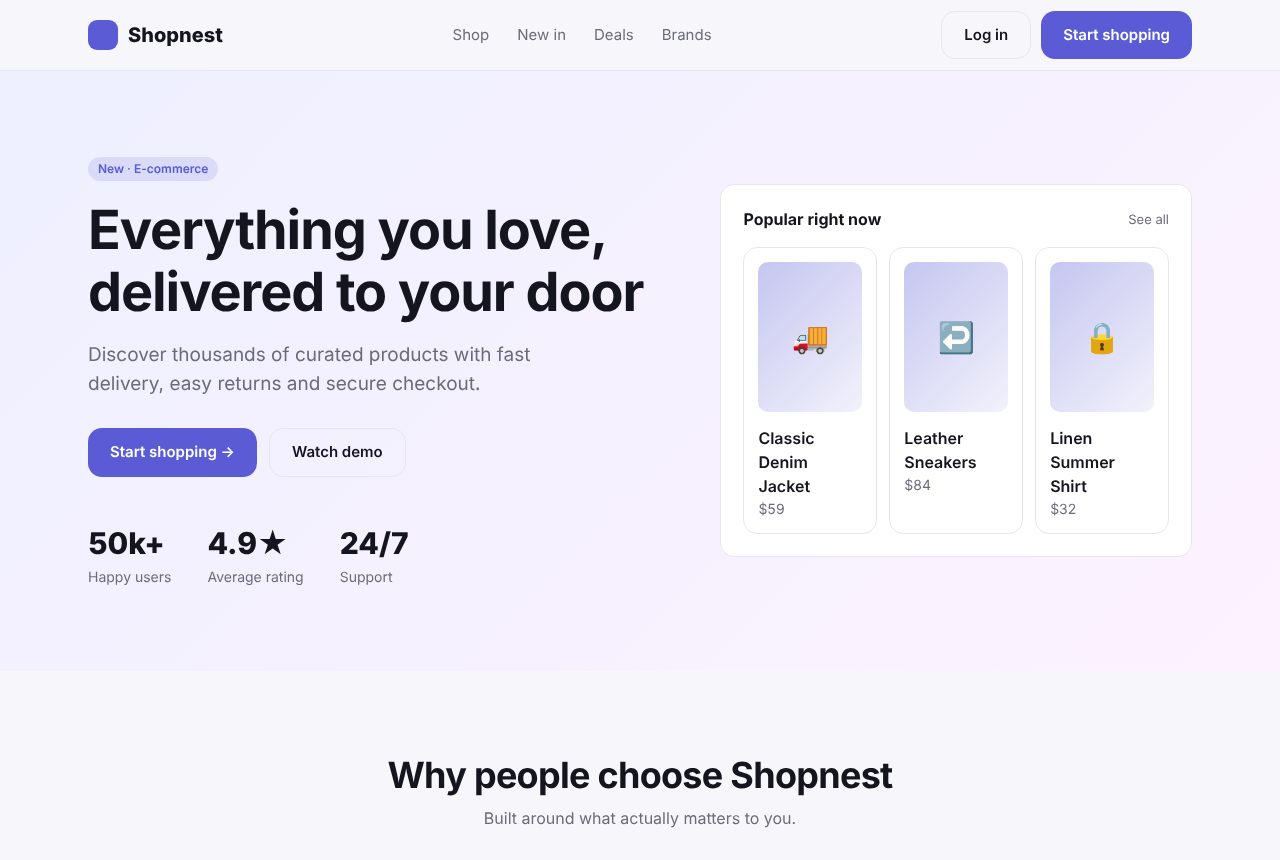 Shopnest
Shop
New in
Deals
Brands
Log in
Start shopping
New · E-commerce
Everything you love,
delivered to your door
Discover thousands of curated products with fast
delivery, easy returns and secure checkout.
Start shopping →
Watch demo
50k+
Happy users
4.9★
Average rating
24/7
Support
Popular right now
See all
Classic
Denim
Jacket
$59
Leather
Sneakers
$84
Linen
Summer
Shirt
$32
Why people choose Shopnest
Built around what actually matters to you.